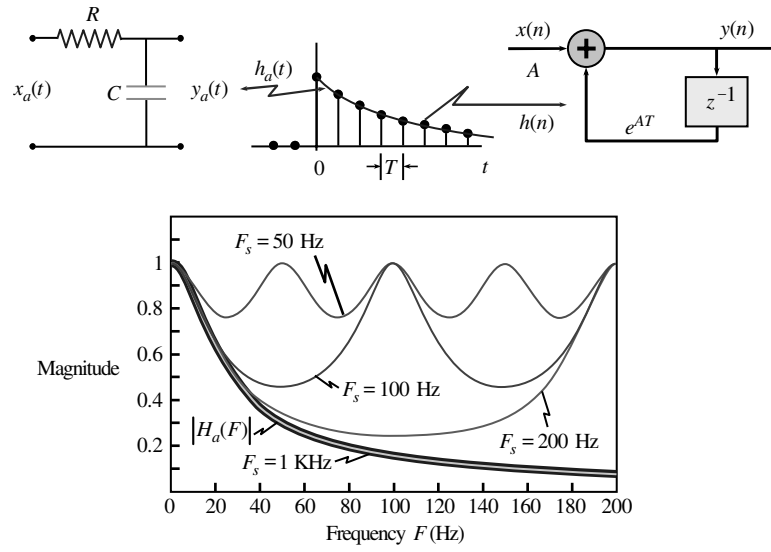 R
x_a(t)
C
y_a(t)
h_a(t)
0
T
t
h(n)
x(n)
A
y(n)
z^{-1}
e^{AT}
Magnitude
1
0.8
0.6
0.4
0.2
F_s = 50 Hz
F_s = 100 Hz
F_s = 200 Hz
|H_a(F)|
F_s = 1 KHz
0 20 40 60 80 100 120 140 160 180 200
Frequency F (Hz)